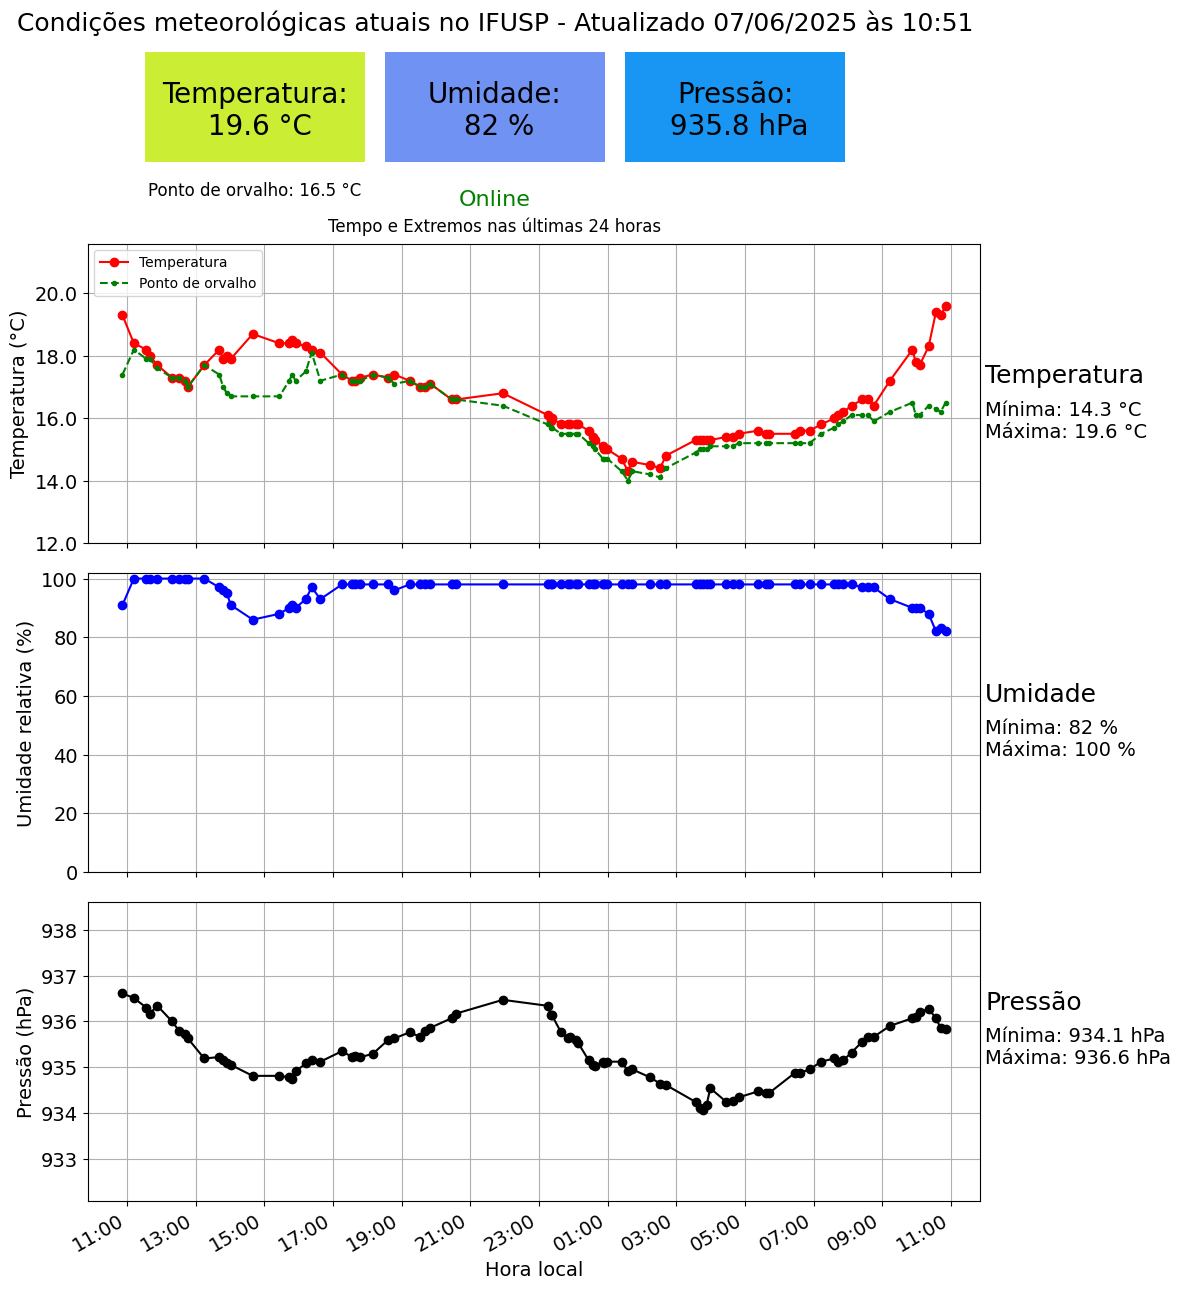 Condições meteorológicas atuais no IFUSP - Atualizado 07/06/2025 às 10:51
Temperatura:
19.6 °C
Umidade:
82 %
Pressão:
935.8 hPa
Ponto de orvalho: 16.5 °C
Online
Tempo e Extremos nas últimas 24 horas
Temperatura
Ponto de orvalho
Temperatura (°C)
20.0
18.0
16.0
14.0
12.0
Temperatura
Mínima: 14.3 °C
Máxima: 19.6 °C
Umidade relativa (%)
100
80
60
40
20
0
Umidade
Mínima: 82 %
Máxima: 100 %
Pressão (hPa)
938
937
936
935
934
933
Pressão
Mínima: 934.1 hPa
Máxima: 936.6 hPa
11:00
13:00
15:00
17:00
19:00
21:00
23:00
01:00
03:00
05:00
07:00
09:00
11:00
Hora local